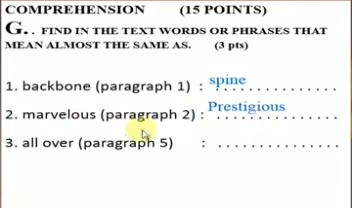 COMPREHENSION (15 POINTS)
G.. FIND IN THE TEXT WORDS OR PHRASES THAT
MEAN ALMOST THE SAME AS. (3 pts)
1. backbone (paragraph 1) : spine . . . . . . . . . . . . . . .
2. marvelous (paragraph 2) : Prestigious . . . . . . . . . . . . . . .
3. all over (paragraph 5) : . . . . . . . . . . . . . . .